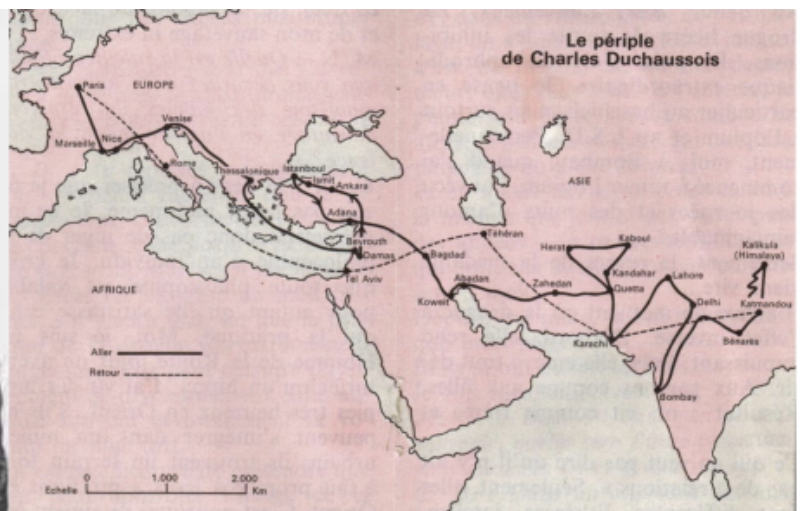 Le périple
de Charles Duchaussois
Paris
EUROPE
Venise
Marseille
Nice
Rome
Thessalonique
Istanboul
Izmit
Ankara
ASIE
Adana
Beyrouth
Damas
Tel Aviv
Téhéran
Bagdad
Koweit
Abadan
Zahedan
Herat
Kaboul
Kandahar
Quetta
Lahore
Karachi
Delhi
Kalikula
(Himalaya)
Katmandou
Bénarès
Bombay
AFRIQUE
Aller
Retour
0 1.000 2.000
Echelle Km